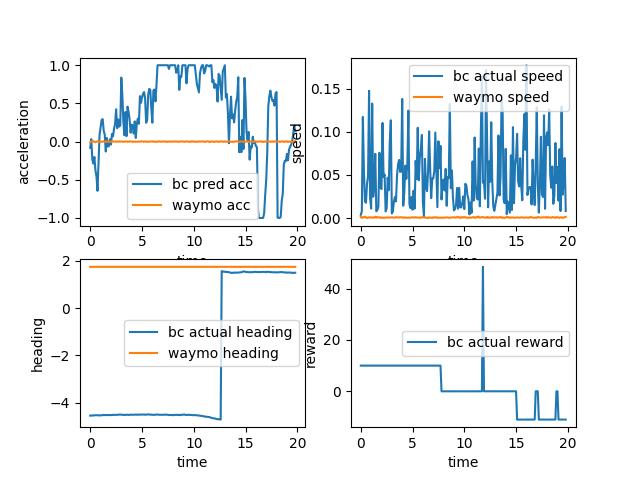 acceleration
1.0
0.5
0.0
−0.5
−1.0
bc pred acc
waymo acc
0 5 10 15 20
time
speed
0.15
0.10
0.05
0.00
bc actual speed
waymo speed
0 5 10 15 20
time
heading
2
0
−2
−4
bc actual heading
waymo heading
0 5 10 15 20
time
reward
40
20
0
bc actual reward
0 5 10 15 20
time